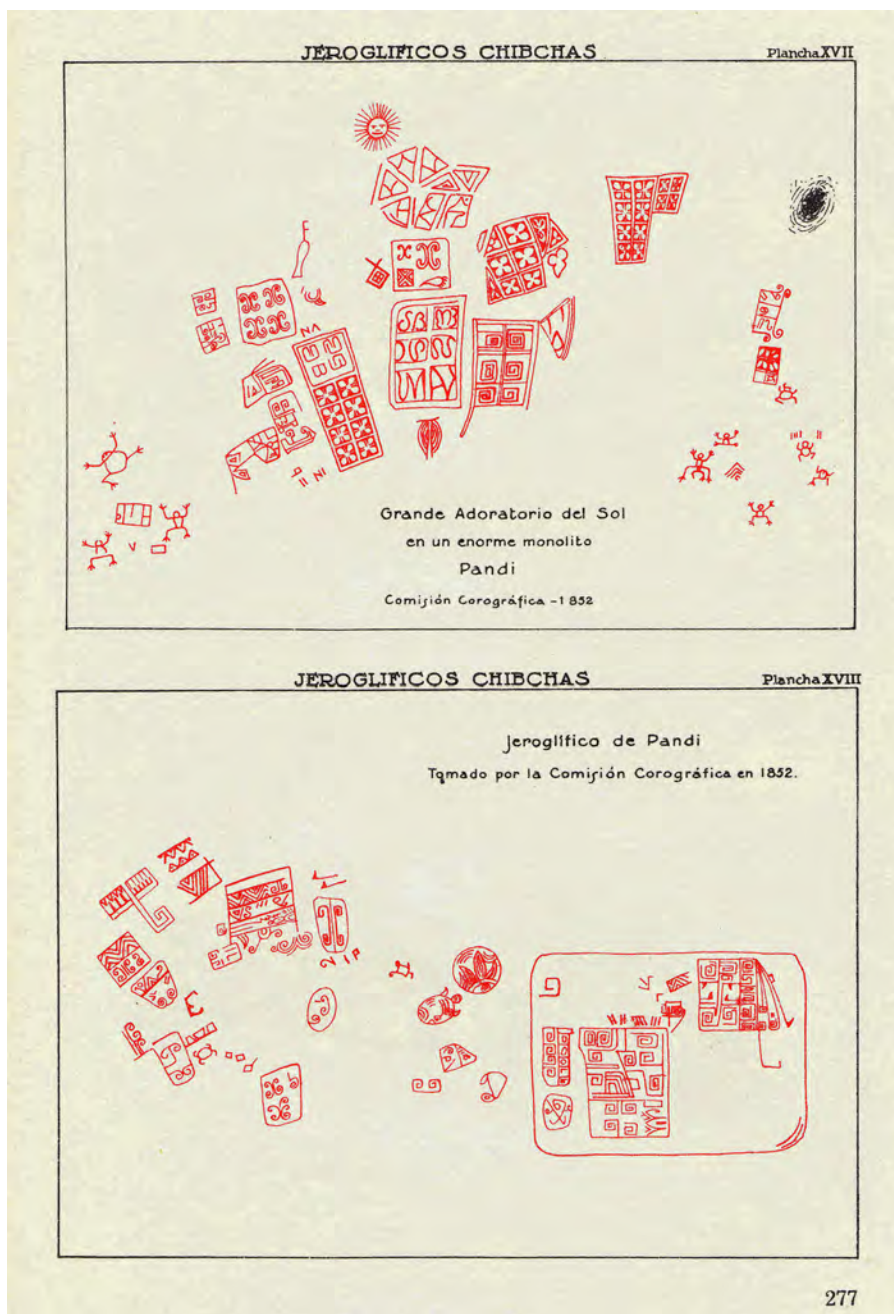 JEROGLIFICOS CHIBCHAS
Plancha XVII
Grande Adoratorio del Sol
en un enorme monolito
Pandi
Comisión Corográfica - 1852
JEROGLIFICOS CHIBCHAS
Plancha XVIII
Jeroglífico de Pandi
Tomado por la Comisión Corográfica en 1852.
277